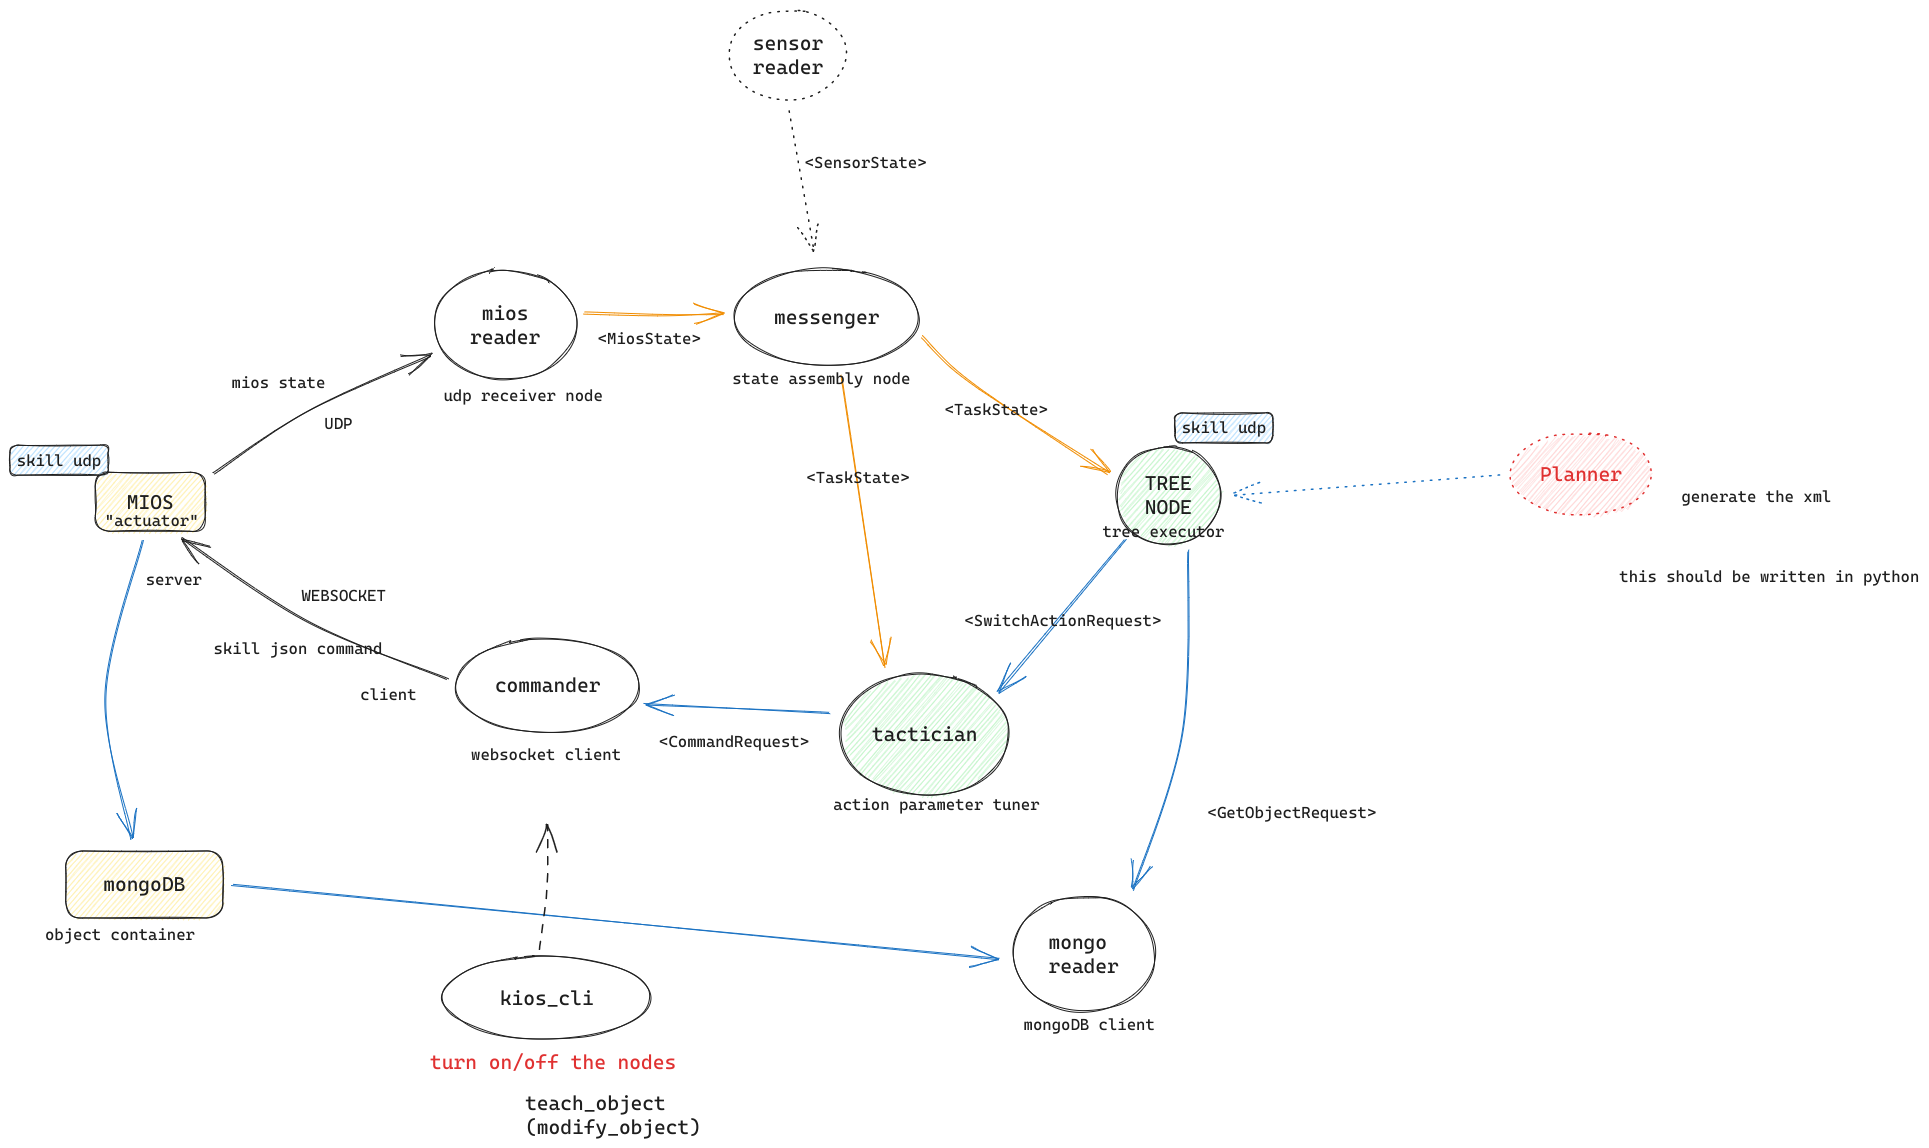 sensor
reader
<SensorState>
mios
reader
messenger
<MiosState>
state assembly node
udp receiver node
mios state
UDP
<TaskState>
skill udp
skill udp
MIOS
"actuator"
<TaskState>
TREE
NODE
tree executor
Planner
generate the xml
this should be written in python
server
WEBSOCKET
skill json command
client
commander
websocket client
<SwitchActionRequest>
<CommandRequest>
tactician
action parameter tuner
<GetObjectRequest>
mongoDB
object container
mongo
reader
mongoDB client
kios_cli
turn on/off the nodes
teach_object
(modify_object)